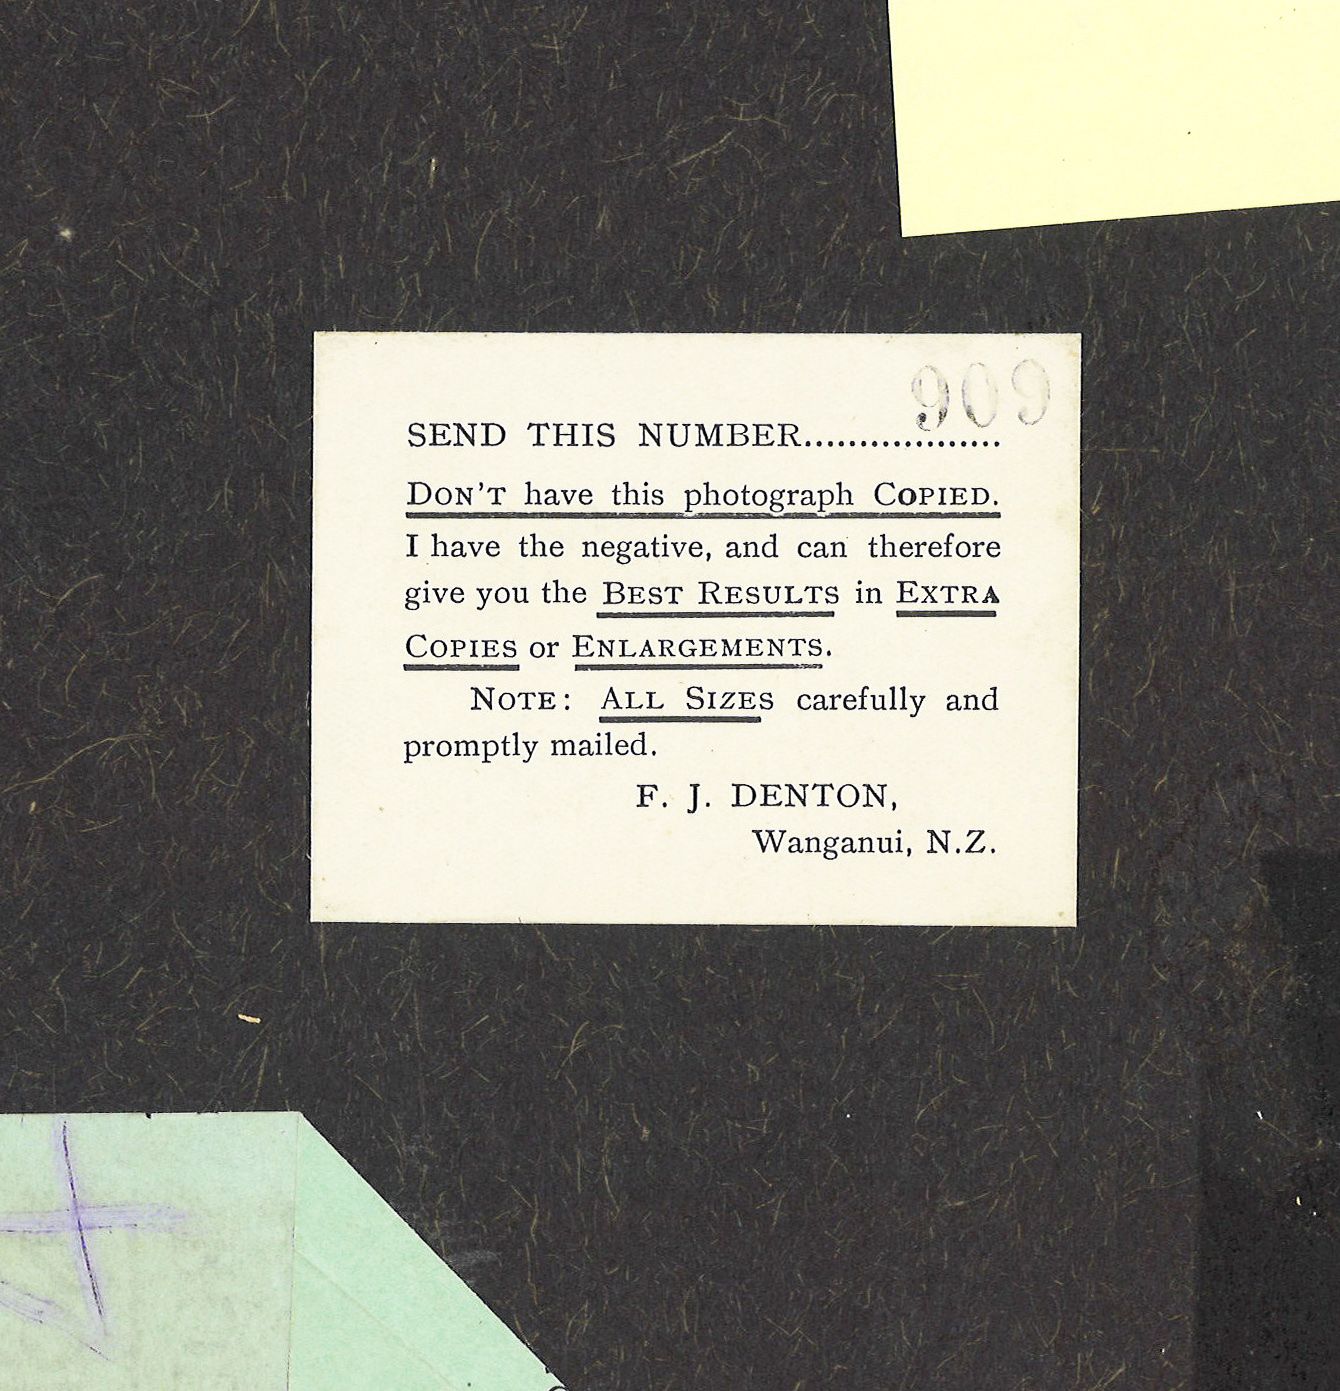 909
SEND THIS NUMBER..................
DON'T have this photograph COPIED.
I have the negative, and can therefore
give you the BEST RESULTS in EXTRA
COPIES or ENLARGEMENTS.
NOTE: ALL SIZES carefully and
promptly mailed.
F. J. DENTON,
Wanganui, N.Z.